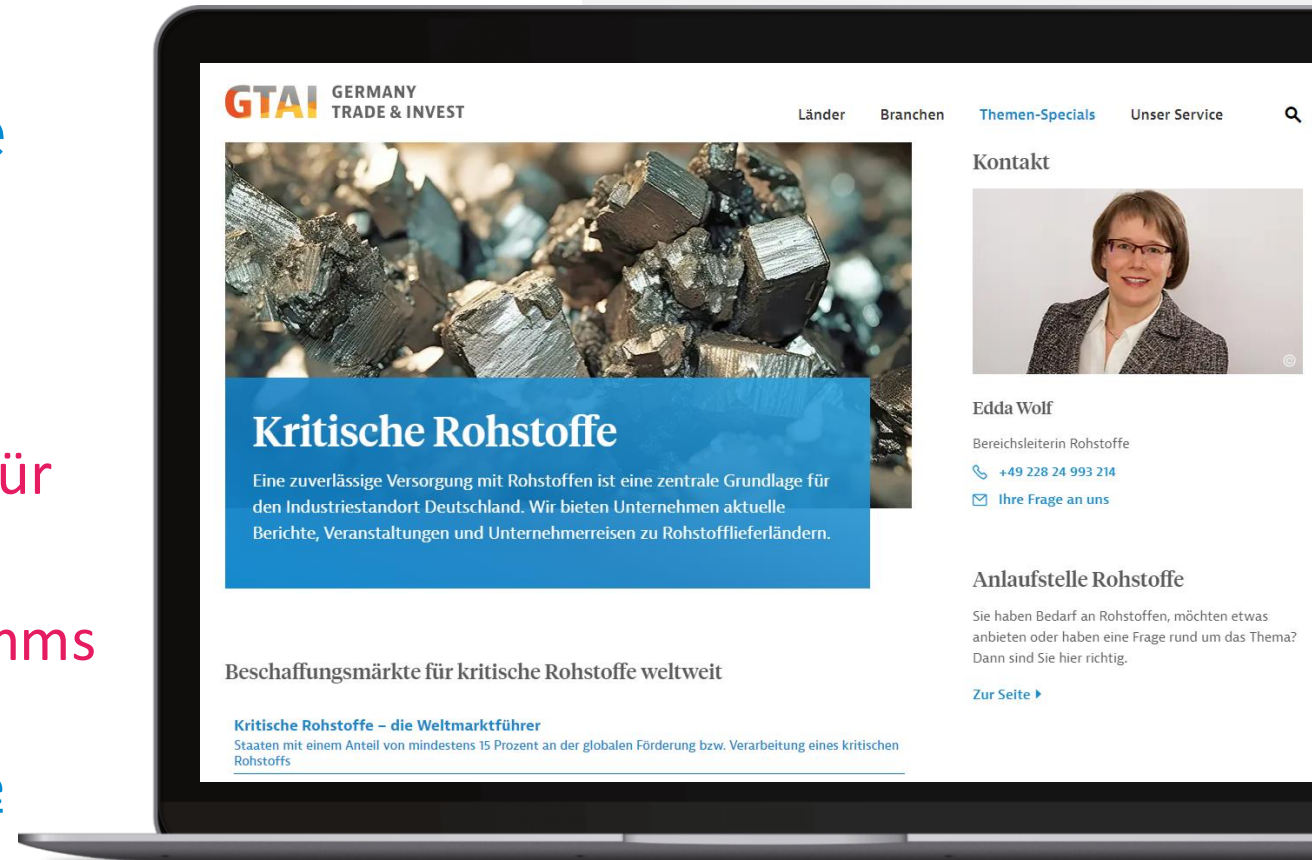 e
ür
mms
e
GTAI GERMANY
TRADE & INVEST
Länder Branchen Themen-Specials Unser Service
Kritische Rohstoffe
Eine zuverlässige Versorgung mit Rohstoffen ist eine zentrale Grundlage für
den Industriestandort Deutschland. Wir bieten Unternehmen aktuelle
Berichte, Veranstaltungen und Unternehmerreisen zu Rohstofflieferländern.
Beschaffungsmärkte für kritische Rohstoffe weltweit
Kritische Rohstoffe – die Weltmarktführer
Staaten mit einem Anteil von mindestens 15 Prozent an der globalen Förderung bzw. Verarbeitung eines kritischen
Rohstoffs
Kontakt
©
Edda Wolf
Bereichsleiterin Rohstoffe
+49 228 24 993 214
Ihre Frage an uns
Anlaufstelle Rohstoffe
Sie haben Bedarf an Rohstoffen, möchten etwas
anbieten oder haben eine Frage rund um das Thema?
Dann sind Sie hier richtig.
Zur Seite